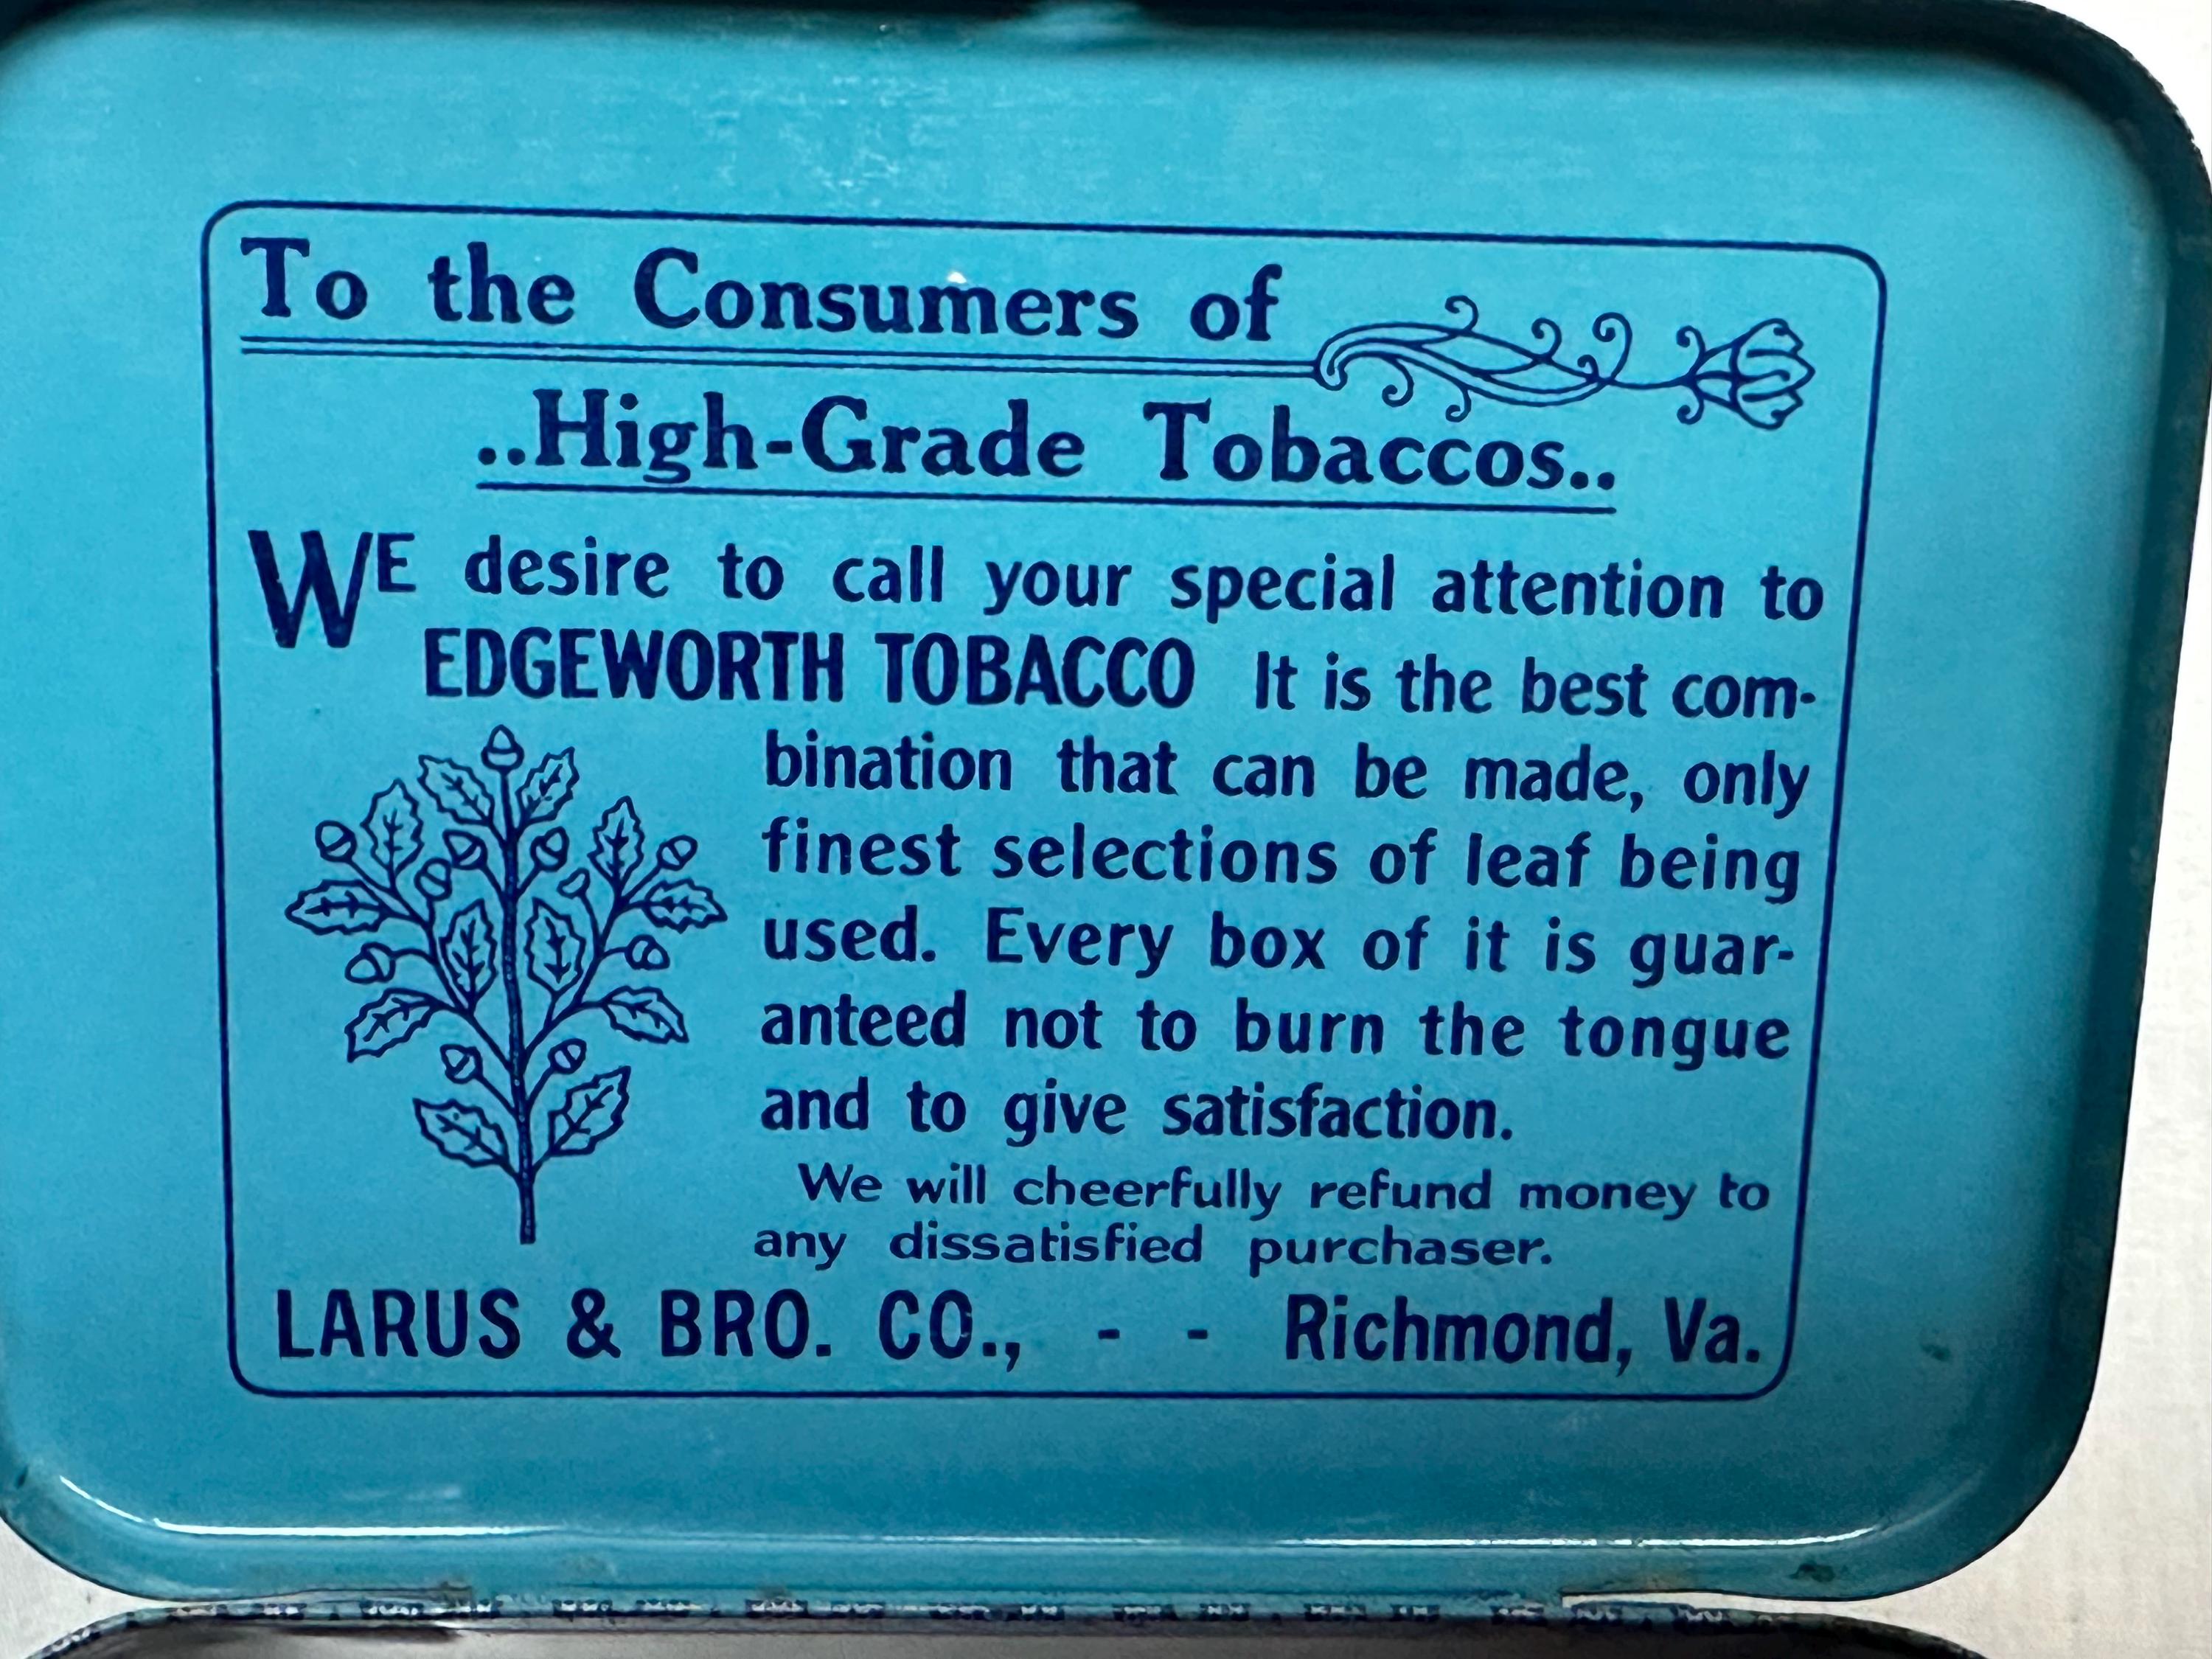 To the Consumers of
..High-Grade Tobaccos..
WE desire to call your special attention to
EDGEWORTH TOBACCO It is the best com-
bination that can be made, only
finest selections of leaf being
used. Every box of it is guar-
anteed not to burn the tongue
and to give satisfaction.
We will cheerfully refund money to
any dissatisfied purchaser.
LARUS & BRO. CO., - - Richmond, Va.